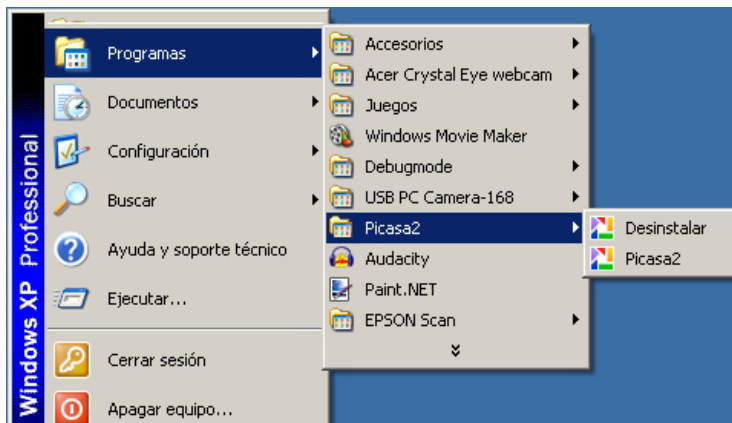 Windows XP Professional
Programas
Documentos
Configuración
Buscar
Ayuda y soporte técnico
Ejecutar...
Cerrar sesión
Apagar equipo...
Accesorios
Acer Crystal Eye webcam
Juegos
Windows Movie Maker
Debugmode
USB PC Camera-168
Picasa2
Audacity
Paint.NET
EPSON Scan
Desinstalar
Picasa2